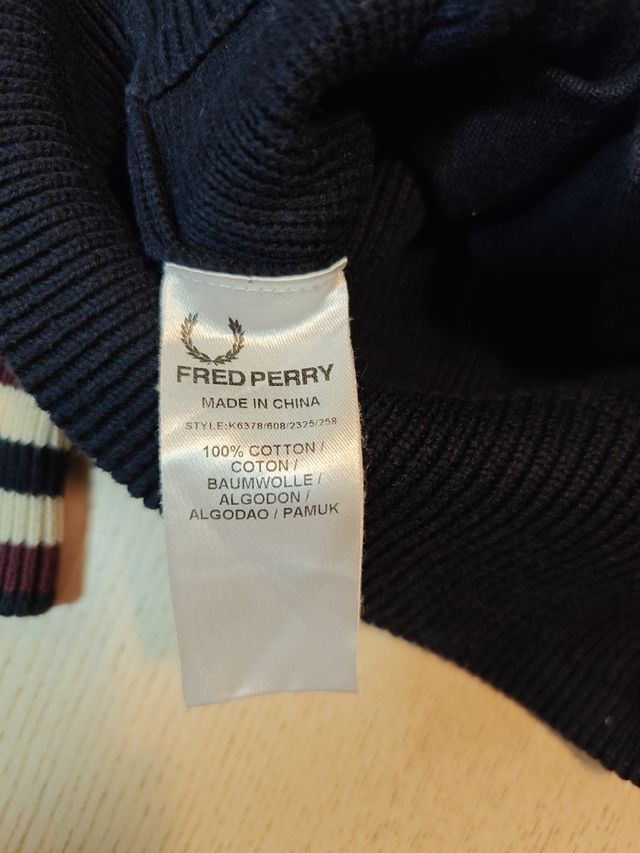 FRED PERRY
MADE IN CHINA
STYLE:K6378/608/2325/258
100% COTTON /
COTON /
BAUMWOLLE /
ALGODON /
ALGODAO / PAMUK